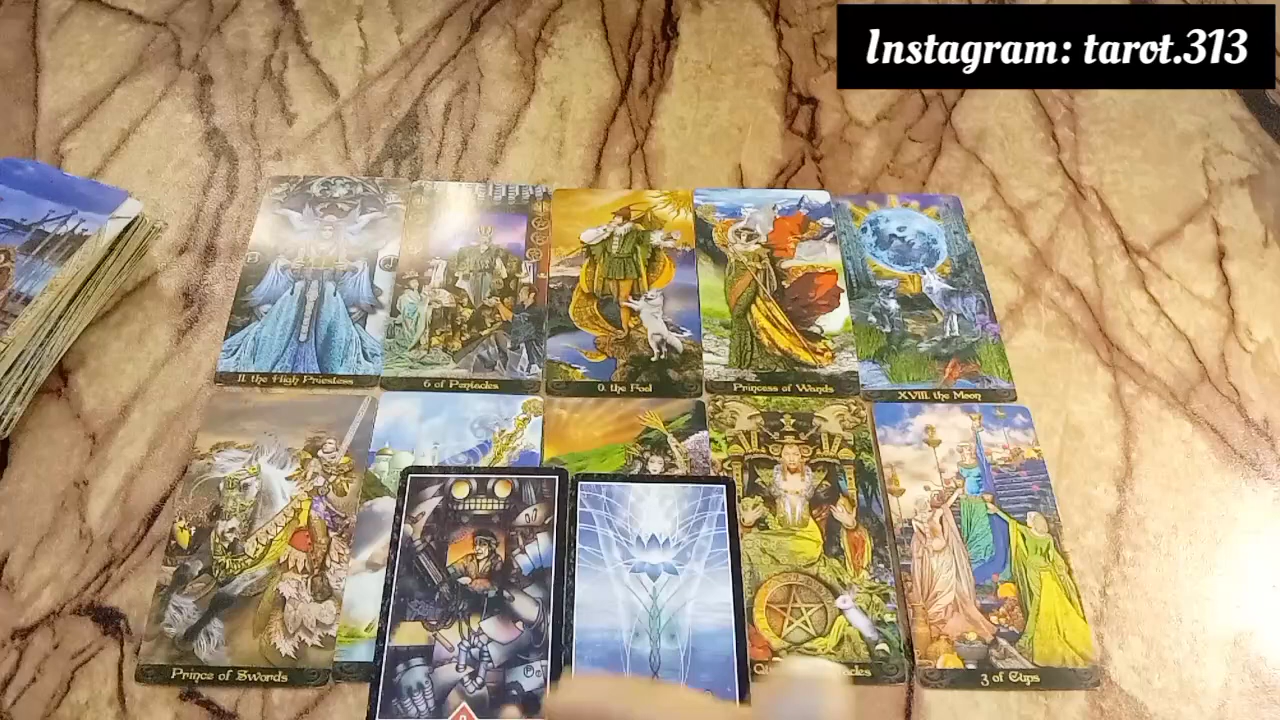 Instagram: tarot.313
II. the High Priestess
6 of Pentacles
0. the Fool
Princess of Wands
XVIII. the Moon
Prince of Swords
3 of Cups